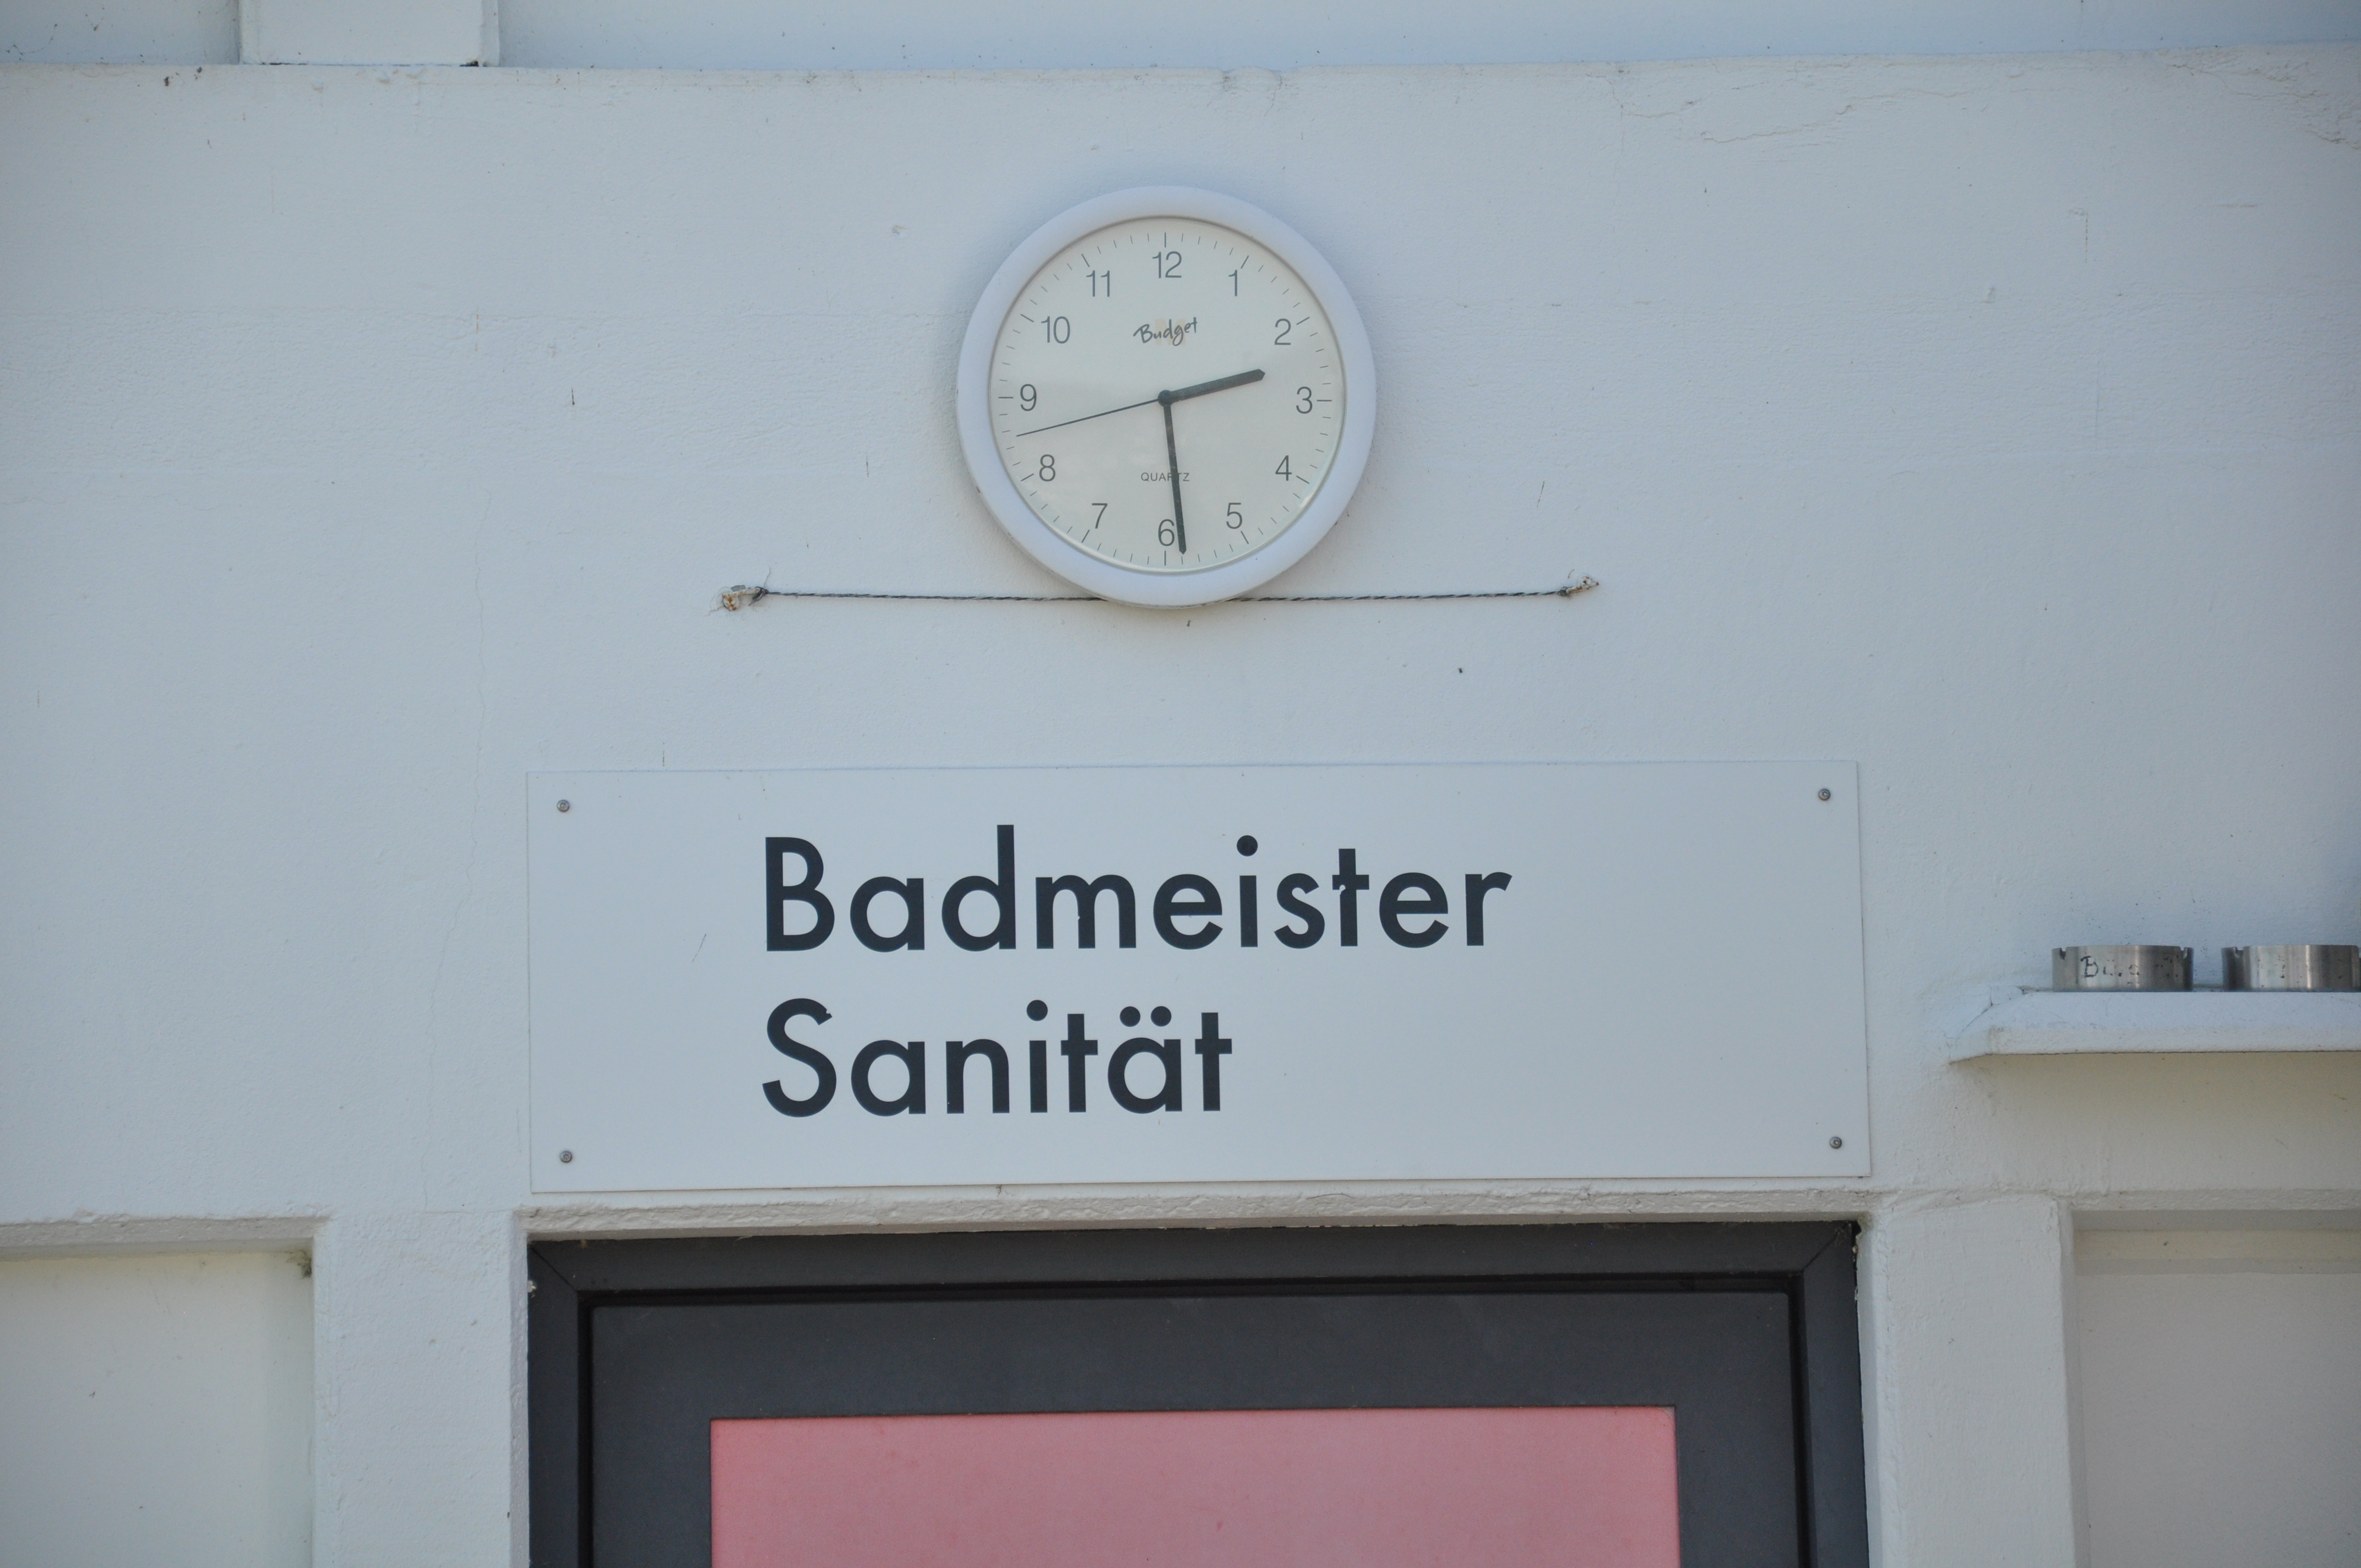 12
11 1
10 Budget 2
9 3
8 QUARTZ 4
7 5
6
Badmeister
Sanität